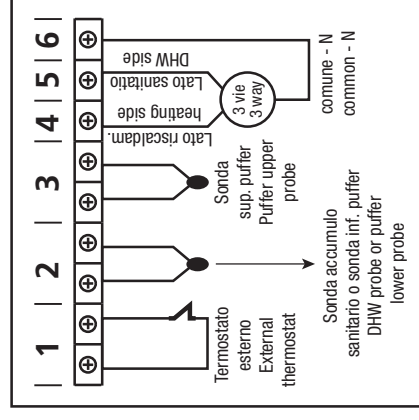 1
2
3
4
5
6
Termostato
esterno
External
thermostat
Sonda accumulo
sanitario o sonda inf. puffer
DHW probe or puffer
lower probe
Sonda
sup. puffer
Puffer upper
probe
Lato riscaldam.
heating side
Lato sanitatio
DHW side
3 vie
3 way
comune - N
common - N